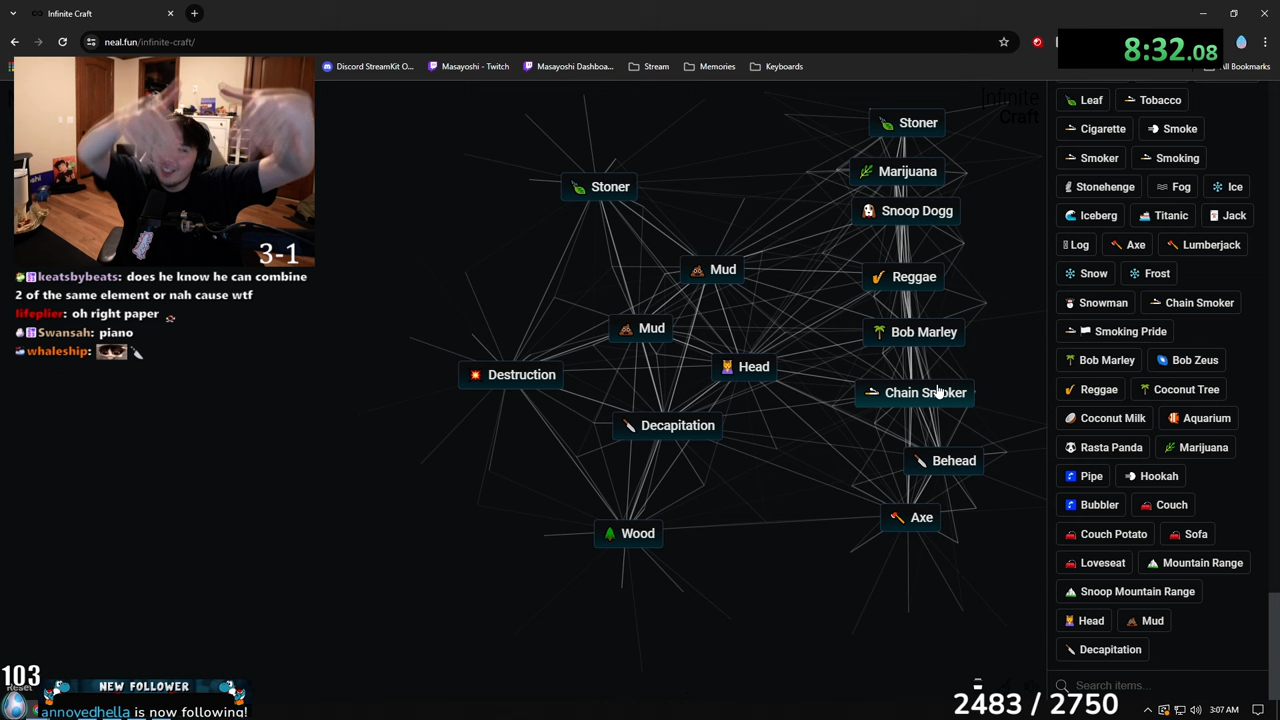 Infinite Craft
8:32.08
neal.fun/infinite-craft/
Discord StreamKit O...
Masayoshi - Twitch
Masayoshi Dashboa...
Stream
Memories
Keyboards
All Bookmarks
3-1
keatsbybeats: does he know he can combine
2 of the same element or nah cause wtf
lifeplier: oh right paper
Swansah: piano
whaleship:
Infinite
Craft
Stoner
Marijuana
Stoner
Snoop Dogg
Mud
Reggae
Mud
Bob Marley
Head
Destruction
Chain Smoker
Decapitation
Behead
Axe
Wood
Leaf
Tobacco
Cigarette
Smoke
Smoker
Smoking
Stonehenge
Fog
Ice
Iceberg
Titanic
Jack
Log
Axe
Lumberjack
Snow
Frost
Snowman
Chain Smoker
Smoking Pride
Bob Marley
Bob Zeus
Reggae
Coconut Tree
Coconut Milk
Aquarium
Rasta Panda
Marijuana
Pipe
Hookah
Bubbler
Couch
Couch Potato
Sofa
Loveseat
Mountain Range
Snoop Mountain Range
Head
Mud
Decapitation
Search items...
103
Reset
NEW FOLLOWER
annovedhella is now following!
2483 / 2750
3:07 AM